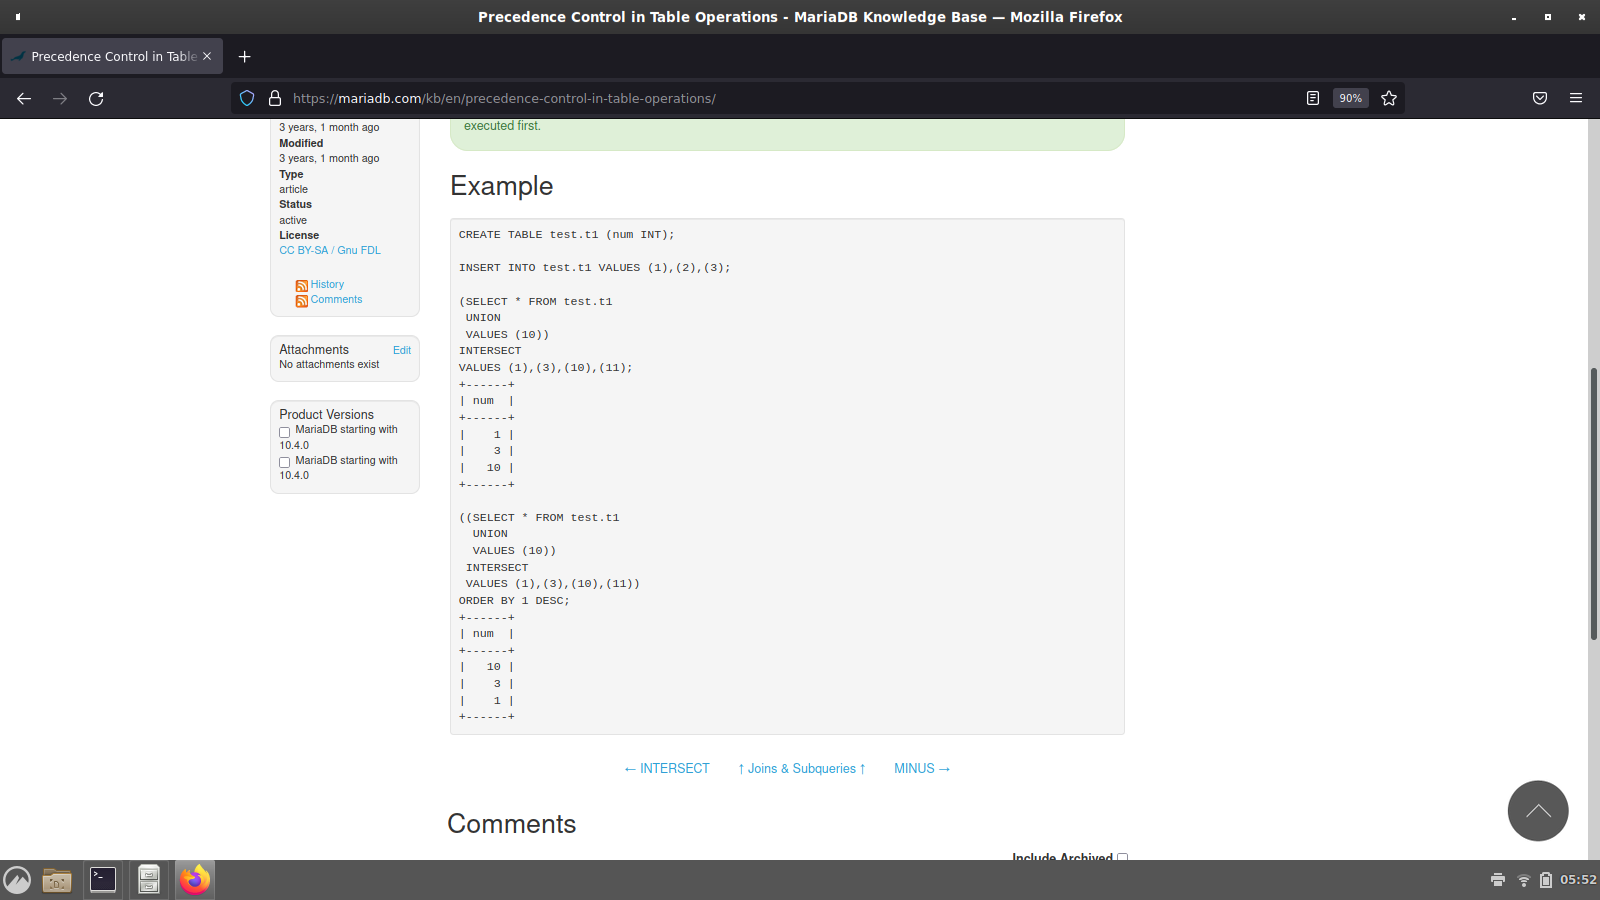 Precedence Control in Table Operations - MariaDB Knowledge Base — Mozilla Firefox
Precedence Control in Table
https://mariadb.com/kb/en/precedence-control-in-table-operations/
90%
3 years, 1 month ago
Modified
3 years, 1 month ago
Type
article
Status
active
License
CC BY-SA / Gnu FDL
History
Comments
Attachments
Edit
No attachments exist
Product Versions
MariaDB starting with
10.4.0
MariaDB starting with
10.4.0
executed first.
Example
CREATE TABLE test.t1 (num INT);
INSERT INTO test.t1 VALUES (1),(2),(3);
(SELECT * FROM test.t1
UNION
VALUES (10))
INTERSECT
VALUES (1),(3),(10),(11);
+------+
| num  |
+------+
|    1 |
|    3 |
|   10 |
+------+
((SELECT * FROM test.t1
UNION
VALUES (10))
INTERSECT
VALUES (1),(3),(10),(11))
ORDER BY 1 DESC;
+------+
| num  |
+------+
|   10 |
|    3 |
|    1 |
+------+
← INTERSECT
↑ Joins & Subqueries ↑
MINUS →
Comments
Include Archived
05:52